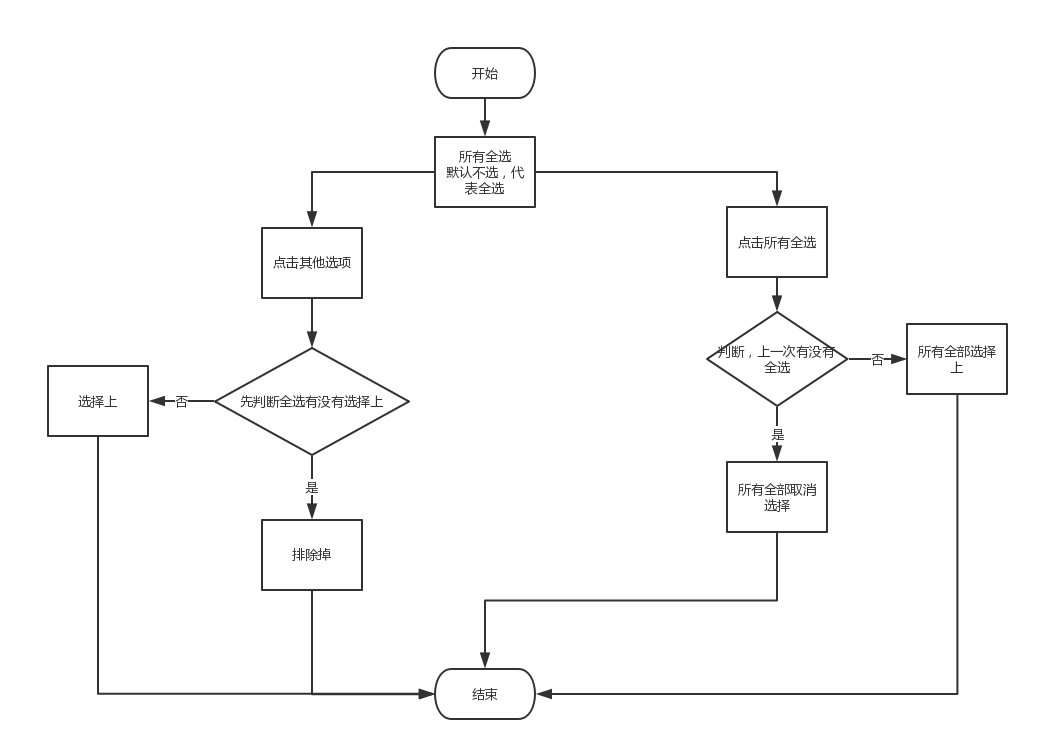 开始
所有全选
默认不选，代
表全选
点击其他选项
点击所有全选
先判断全选有没有选择上
否
选择上
是
排除掉
判断，上一次有没有
全选
否
所有全部选择
上
是
所有全部取消
选择
结束